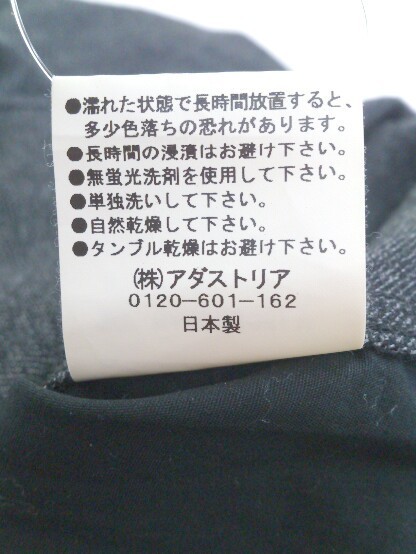 ●濡れた状態で長時間放置すると、
多少色落ちの恐れがあります。
●長時間の浸漬はお避け下さい。
●無蛍光洗剤を使用して下さい。
●単独洗いして下さい。
●自然乾燥して下さい。
●タンブル乾燥はお避け下さい。
(株)アダストリア
0120-601-162
日本製